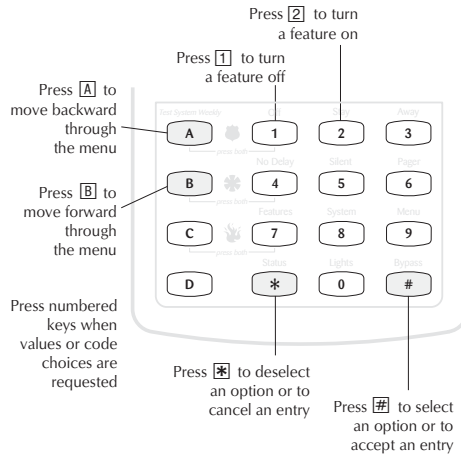 Press 2 to turn
a feature on
Press 1 to turn
a feature off
Press A to
move backward
through
the menu
Test System Weekly
Off
Stay
Away
A
1
2
3
press both
Press B to
move forward
through
the menu
No Delay
Silent
Pager
B
4
5
6
press both
Features
System
Menu
C
7
8
9
press both
Status
Lights
Bypass
D
*
0
#
Press numbered
keys when
values or code
choices are
requested
Press * to deselect
an option or to
cancel an entry
Press # to select
an option or to
accept an entry